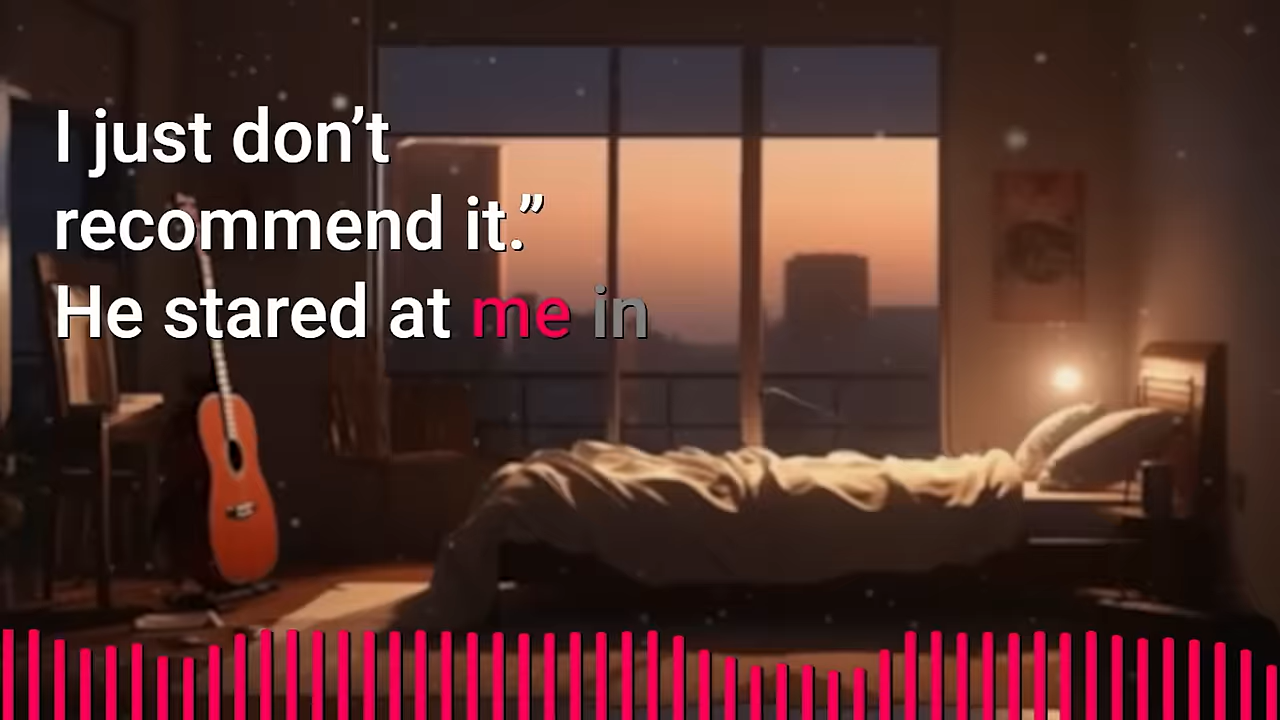 I just don’t
recommend it.”
He stared at me in